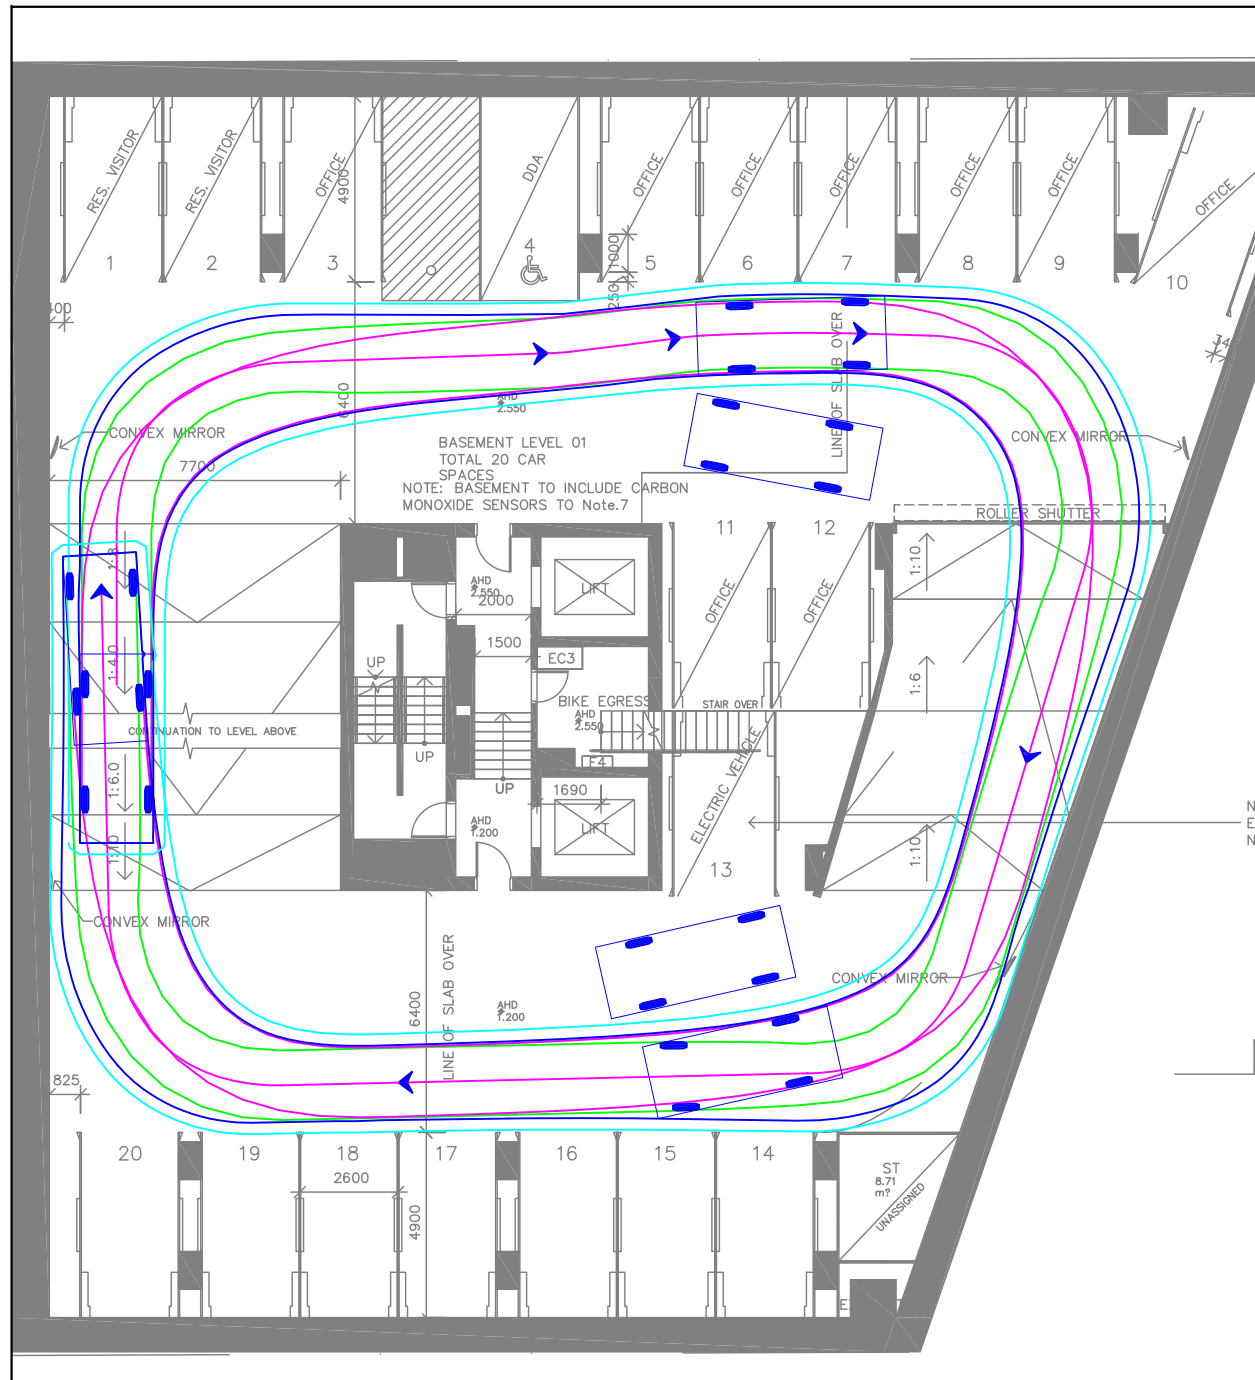 RES. VISITOR
RES. VISITOR
OFFICE
4900
DDA
OFFICE
OFFICE
OFFICE
OFFICE
OFFICE
OFFICE
1
2
3
4
1000
250
5
6
7
8
9
10
400
6400
LINE OF SLAB OVER
CONVEX MIRROR
7700
AHD
2.550
BASEMENT LEVEL 01
TOTAL 20 CAR
SPACES
NOTE: BASEMENT TO INCLUDE CARBON
MONOXIDE SENSORS TO Note.7
CONVEX MIRROR
ROLLER SHUTTER
11
12
1:8
1:10
AHD
2.550
2000
LIFT
OFFICE
OFFICE
1500
EC3
UP
1:4.0
1:6
BIKE EGRESS
STAIR OVER
AHD
2.550
CONTINUATION TO LEVEL ABOVE
UP
F4
ELECTRIC VEHICLE
UP
1:6.0
1690
AHD
1.200
LIFT
1:10
N
E
N
13
CONVEX MIRROR
LINE OF SLAB OVER
6400
CONVEX MIRROR
AHD
1.200
825
20
19
18
17
16
15
14
2600
4900
ST
8.71
m?
UNASSIGNED